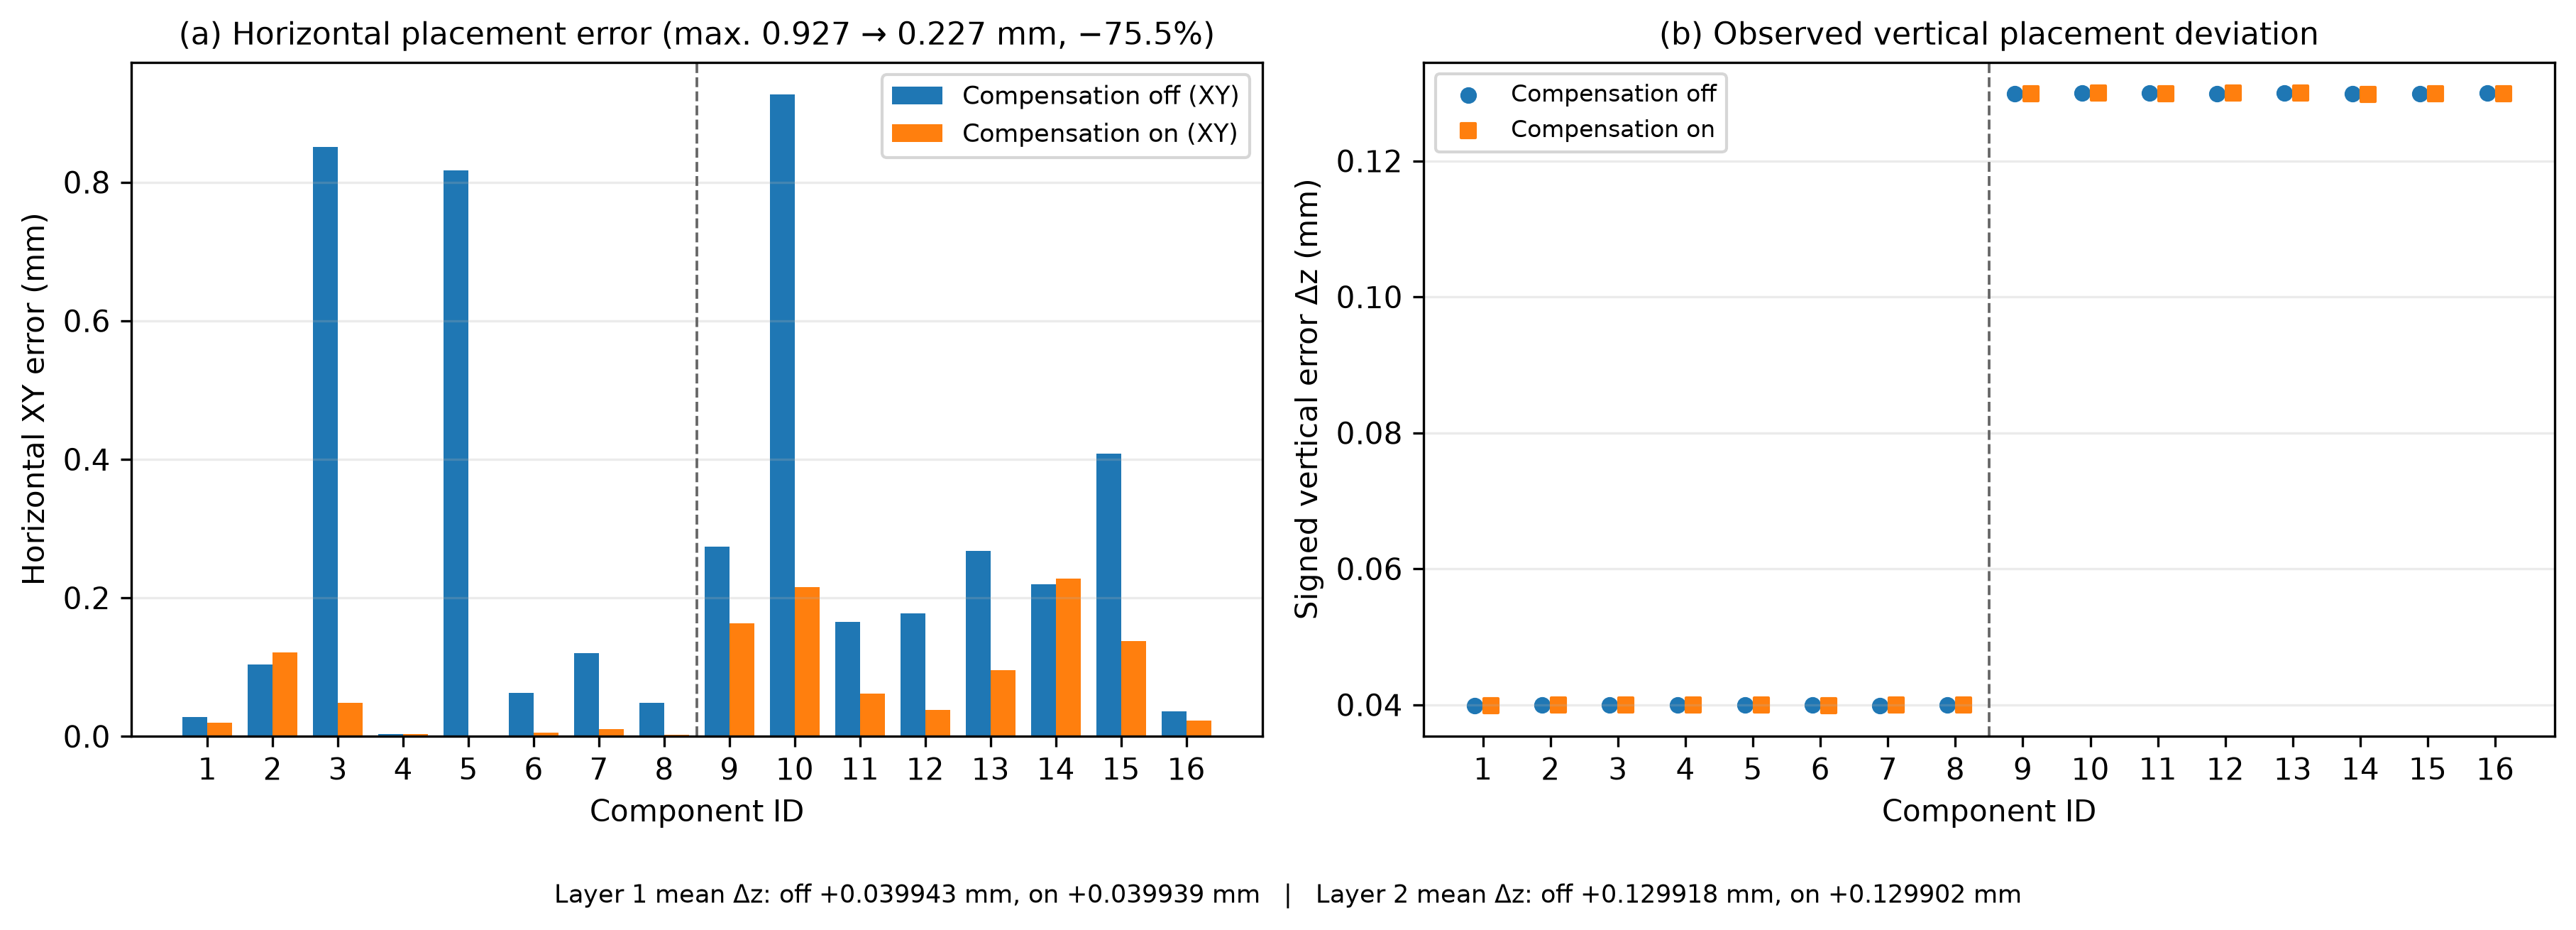 (a) Horizontal placement error (max. 0.927 → 0.227 mm, −75.5%)
Horizontal XY error (mm)
0.8
0.6
0.4
0.2
0.0
Compensation off (XY)
Compensation on (XY)
1 2 3 4 5 6 7 8 9 10 11 12 13 14 15 16
Component ID
(b) Observed vertical placement deviation
Signed vertical error Δz (mm)
0.12
0.10
0.08
0.06
0.04
Compensation off
Compensation on
1 2 3 4 5 6 7 8 9 10 11 12 13 14 15 16
Component ID
Layer 1 mean Δz: off +0.039943 mm, on +0.039939 mm | Layer 2 mean Δz: off +0.129918 mm, on +0.129902 mm